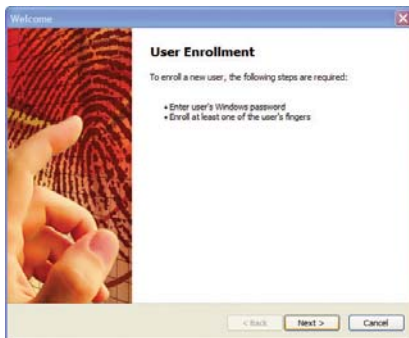 Welcome
User Enrollment
To enroll a new user, the following steps are required:
• Enter user's Windows password
• Enroll at least one of the user's fingers
< Back
Next >
Cancel